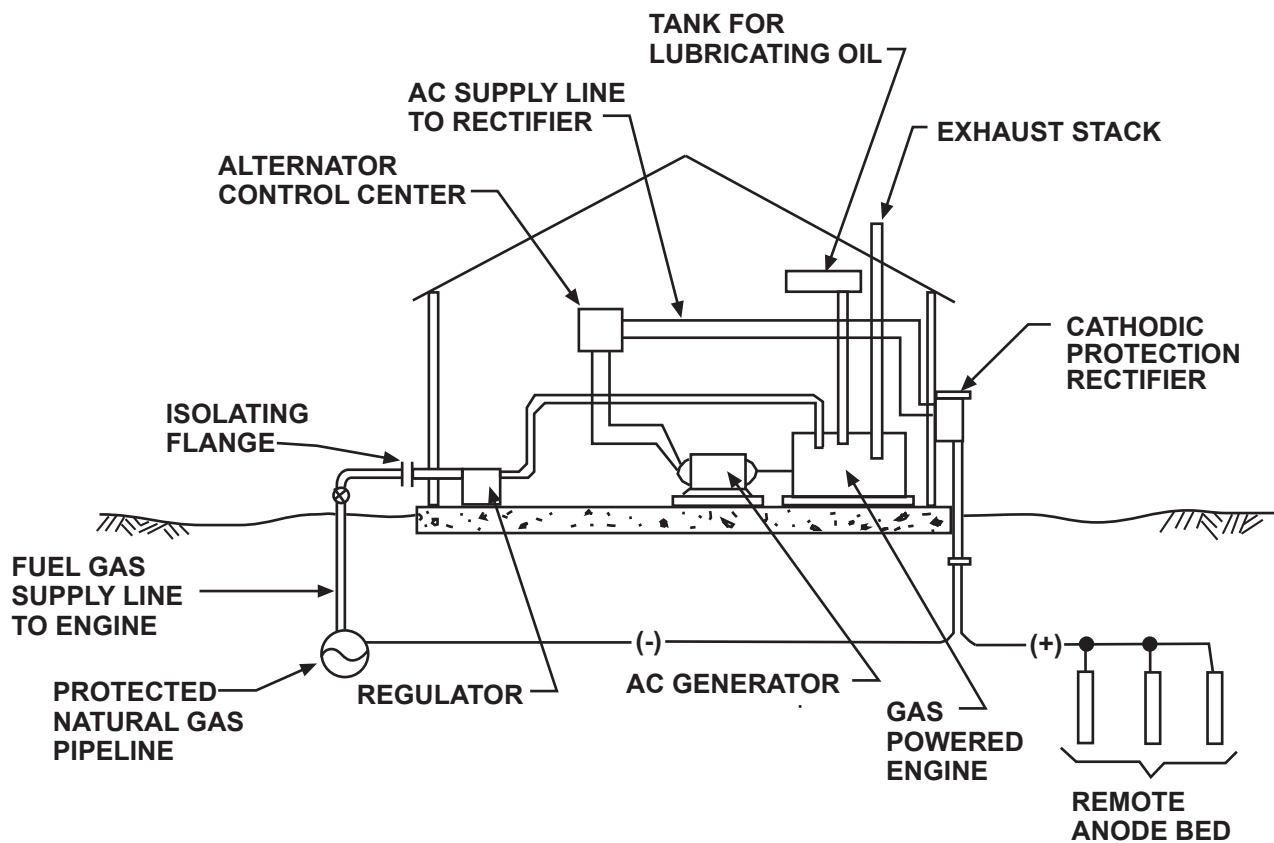 TANK FOR
LUBRICATING OIL
AC SUPPLY LINE
TO RECTIFIER
EXHAUST STACK
ALTERNATOR
CONTROL CENTER
CATHODIC
PROTECTION
RECTIFIER
ISOLATING
FLANGE
FUEL GAS
SUPPLY LINE
TO ENGINE
(-)
(+)
PROTECTED
NATURAL GAS
PIPELINE
REGULATOR
AC GENERATOR
GAS
POWERED
ENGINE
REMOTE
ANODE BED